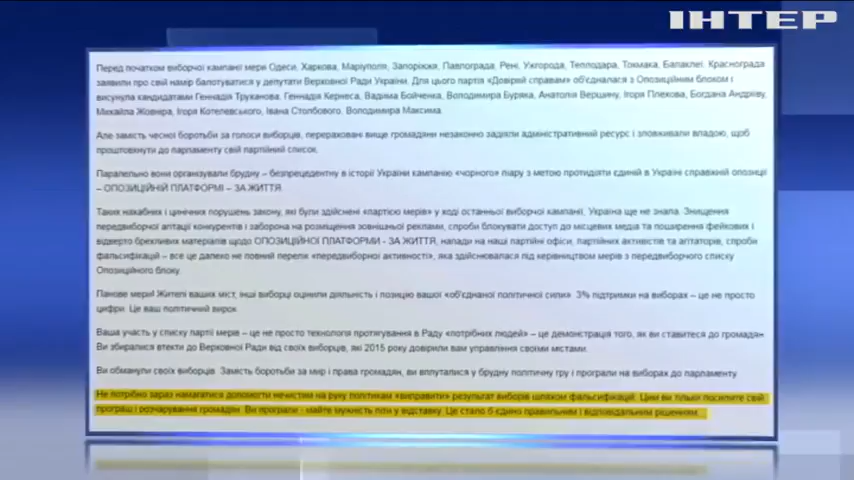 ІНТЕР
Перед початком виборчої кампанії мери Одеси, Харкова, Маріуполія, Запоріжжя, Павлограда, Рені, Ужгорода, Теплодара, Токмака, Балаклеї, Краснограда
заявили про свій намір балотуватися у депутати Верховної Ради України. Для цього партія «Довіряй справам» об'єдналася з Опозиційним блоком і
висунула кандидатами Геннадія Труханова, Геннадія Кернеса, Вадима Бойченка, Володимира Буряка, Анатолія Вершину, Ігоря Плехова, Богдана Андріїву,
Михайла Жовніра, Ігоря Котелевського, Івана Столбового, Володимира Максима.
Але замість чесної боротьби за голоси виборців, перераховані вище громадяни незаконно задіяли адміністративний ресурс і зловживали владою, щоб
проштовхнути до парламенту свій партійний список.
Паралельно вони організували брудну – безпрецедентну в історії України кампанію «чорного» піару з метою протидіяти єдиній в Україні справжній опозиції
– ОПОЗИЦІЙНІЙ ПЛАТФОРМІ – ЗА ЖИТТЯ.
Таких нахабних і цинічних порушень закону, які були здійснені «партією мерів» у ході останньої виборчої кампанії, Україна ще не знала. Знищення
передвиборчої агітації конкурентів і заборона на розміщення зовнішньої реклами, спроби блокувати доступ до місцевих медіа та поширення фейкових і
відверто брехливих матеріалів щодо ОПОЗИЦІЙНОЇ ПЛАТФОРМИ - ЗА ЖИТТЯ, напади на наші партійні офіси, партійних активістів та агітаторів, спроби
фальсифікацій – все це далеко не повний перелік «передвиборчої активності», яка здійснювалася під керівництвом мерів з передвиборчого списку
Опозиційного блоку.
Панове мери! Жителі ваших міст, інші виборці оцінили діяльність і позицію вашої «об'єднаної політичної сили». 3% підтримки на виборах – це не просто
цифри. Це ваш політичний вирок.
Ваша участь у списку партії мерів – це не просто технологія протягування в Раду «потрібних людей» – це демонстрація того, як ви ставитеся до громадян.
Ви збиралися втекти до Верховної Ради від своїх виборців, які 2015 року довірили вам управління своїми містами.
Ви обманули своїх виборців. Замість боротьби за мир і права громадян, ви вплуталися у брудну політичну гру і програли на виборах до парламенту.
Не потрібно зараз намагатися допомогти нечистим на руку політикам «виправити» результат виборів шляхом фальсифікацій. Цим ви тільки посилите свій
програш і розчарування громадян. Ви програли - майте мужність піти у відставку. Це стало б єдино правильним і відповідальним рішенням.